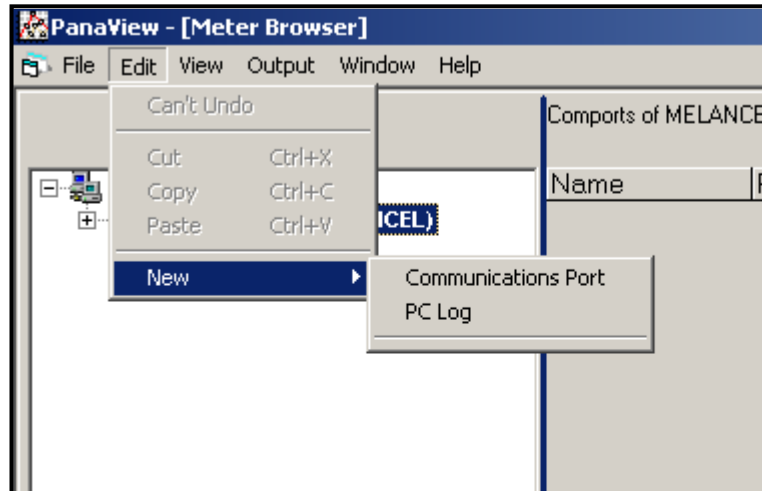 PanaView - [Meter Browser]
File Edit View Output Window Help
Can't Undo
Cut Ctrl+X
Copy Ctrl+C
Paste Ctrl+V
New
Communications Port
PC Log
ICEL)
Comports of
Name